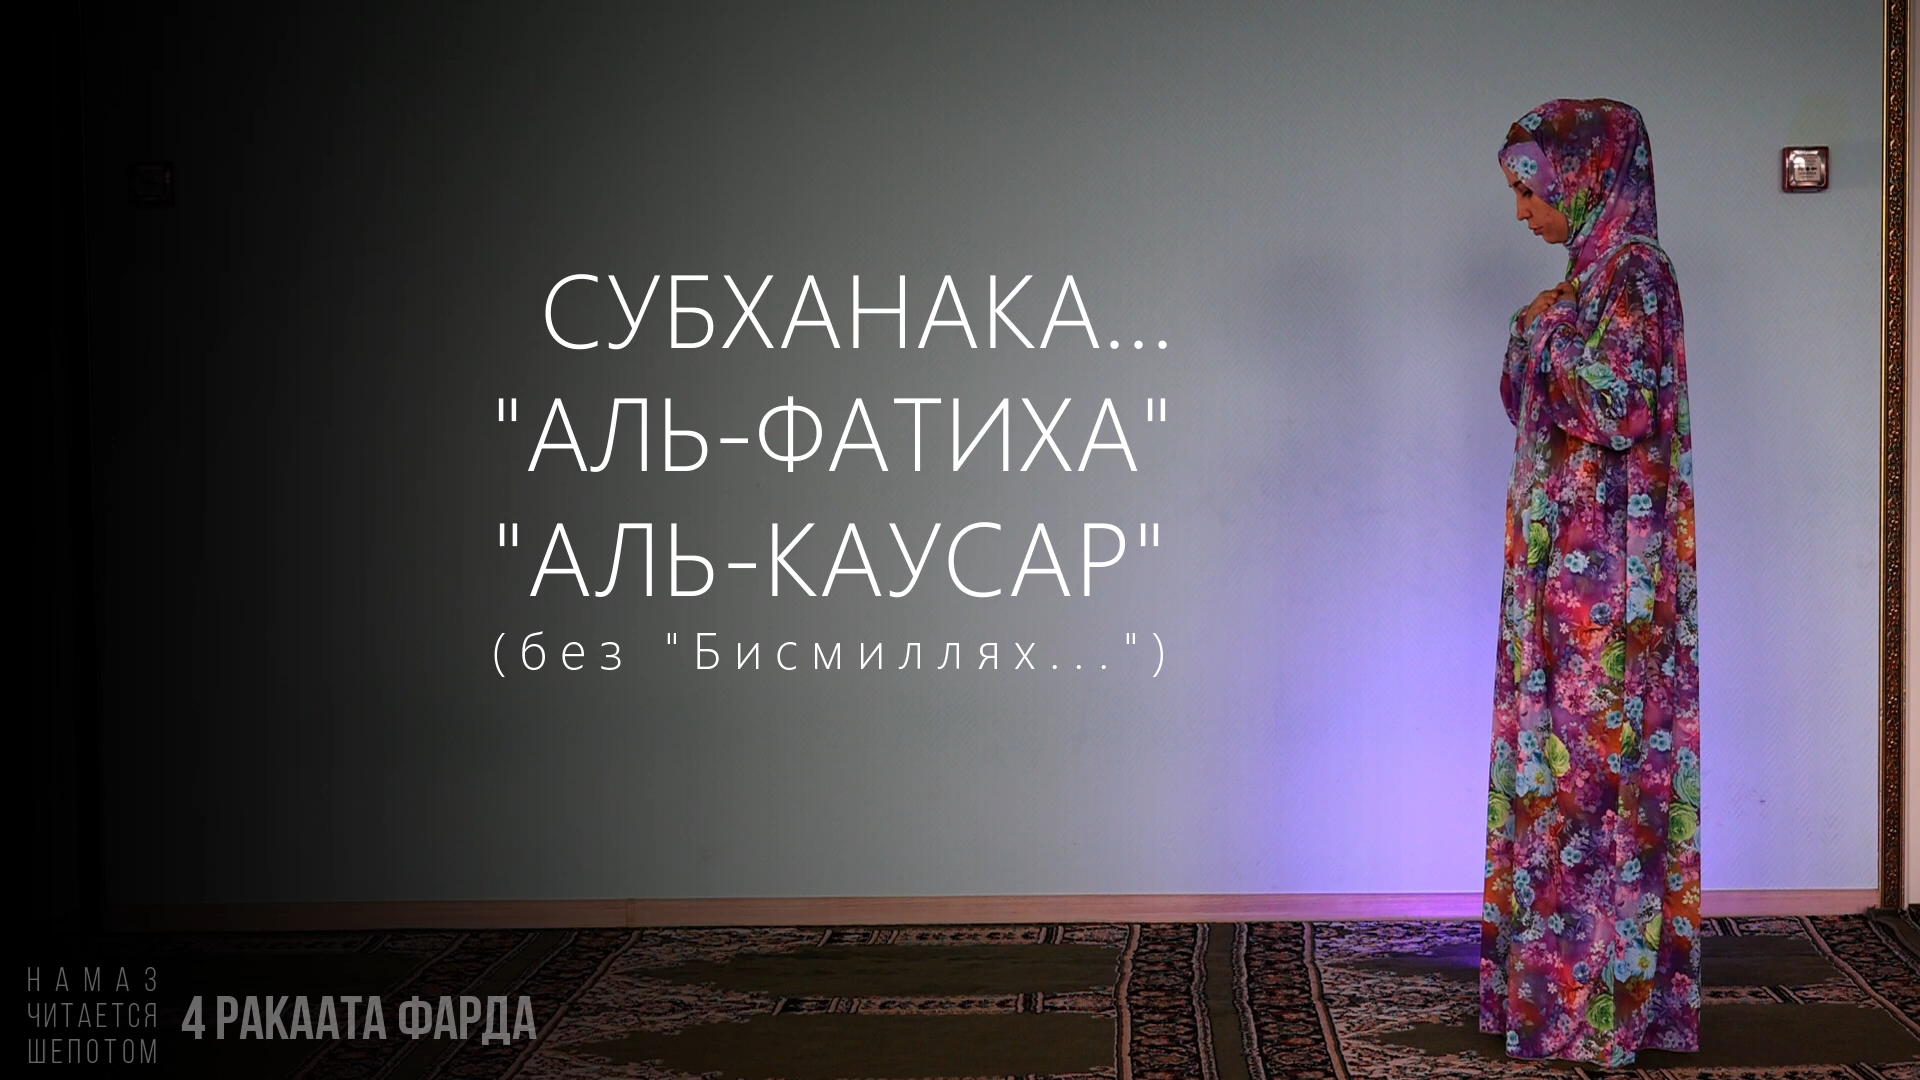 СУБХАНАКА...
"АЛЬ-ФАТИХА"
"АЛЬ-КАУСАР"
(без "Бисмиллях...")
НАМАЗ
ЧИТАЕТСЯ
ШЕПОТОМ
4 РАКААТА ФАРДА